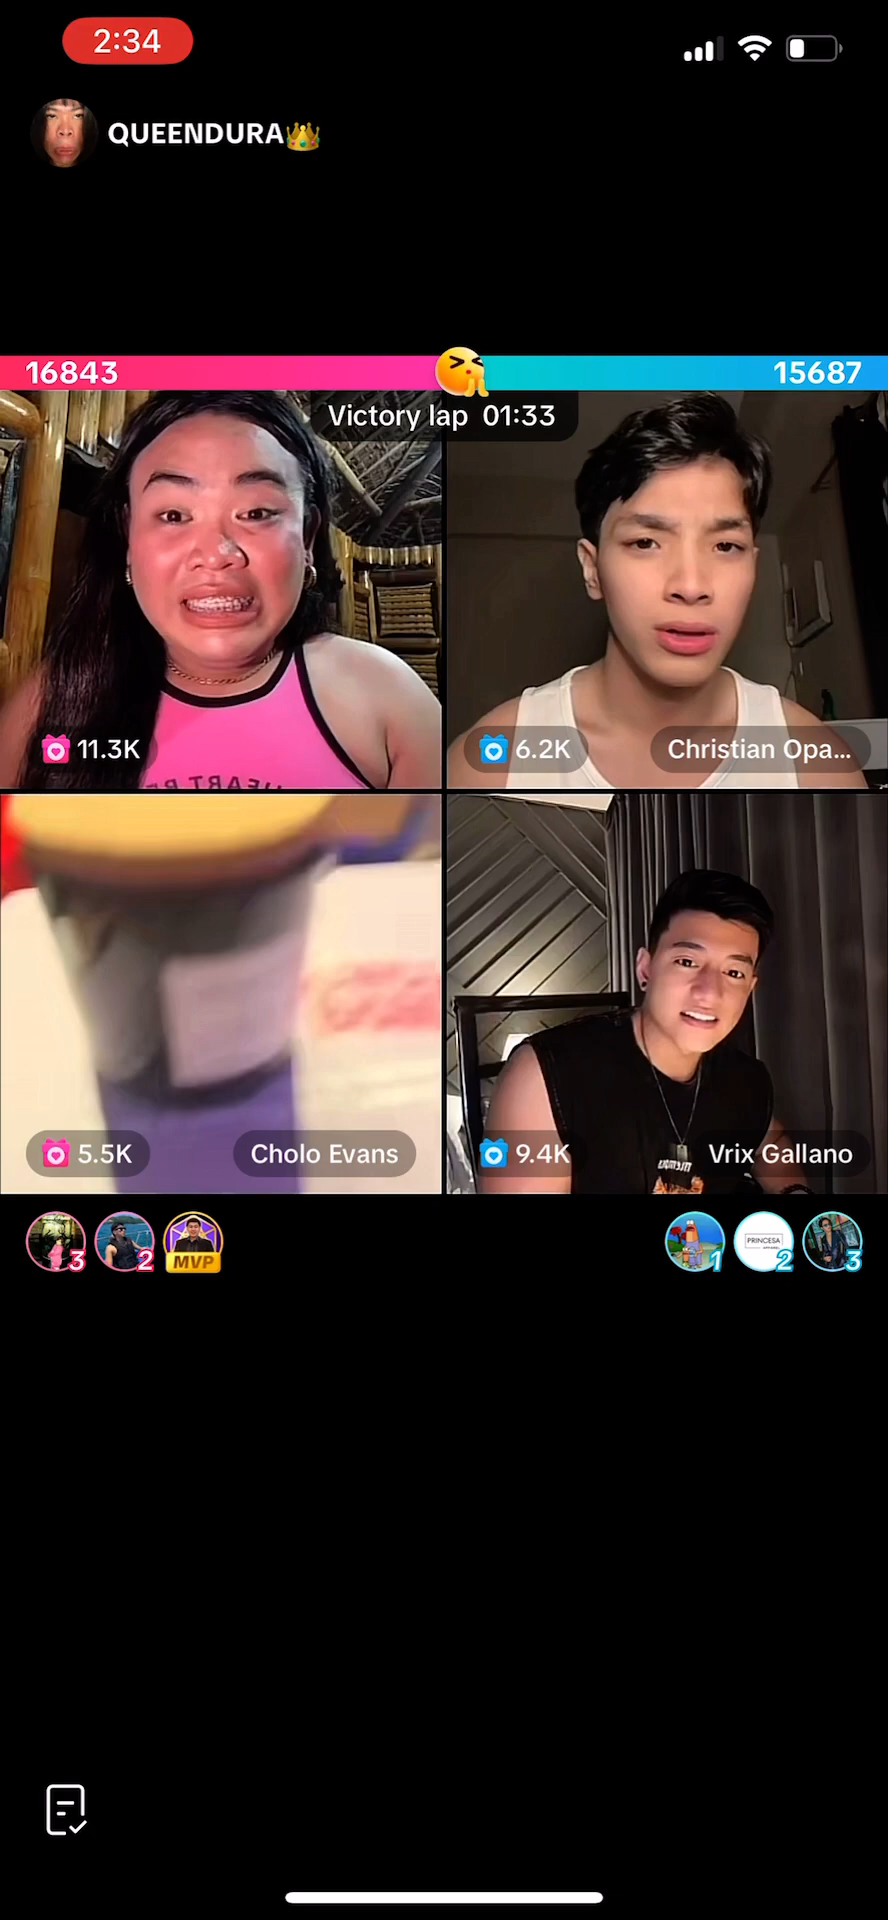 2:34
QUEENDURA👑
16843
15687
Victory lap 01:33
11.3K
6.2K
Christian Opa...
5.5K
Cholo Evans
9.4K
Vrix Gallano
3
2
MVP
1
PRINCESA
2
3